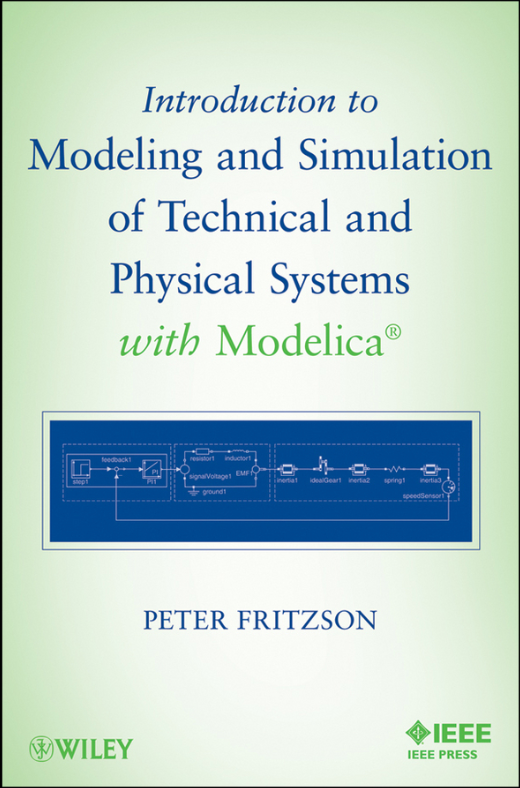 Introduction to
Modeling and Simulation
of Technical and
Physical Systems
with Modelica®
feedback1
resistor1 inductor1
PI
EMF1
step1
PI1
signalVoltage1
ground1
inertia1 idealGear1 inertia2 spring1 inertia3
speedSensor1
PETER FRITZSON
WILEY
IEEE
IEEE PRESS